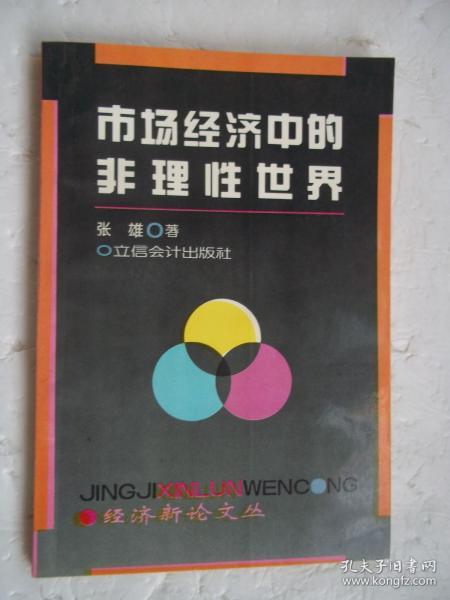 市场经济中的
非理性世界
张 雄 著
立信会计出版社
JINGJIXINLUNWENCONG
经济新论文丛
孔夫子旧书网
www.kongfz.com